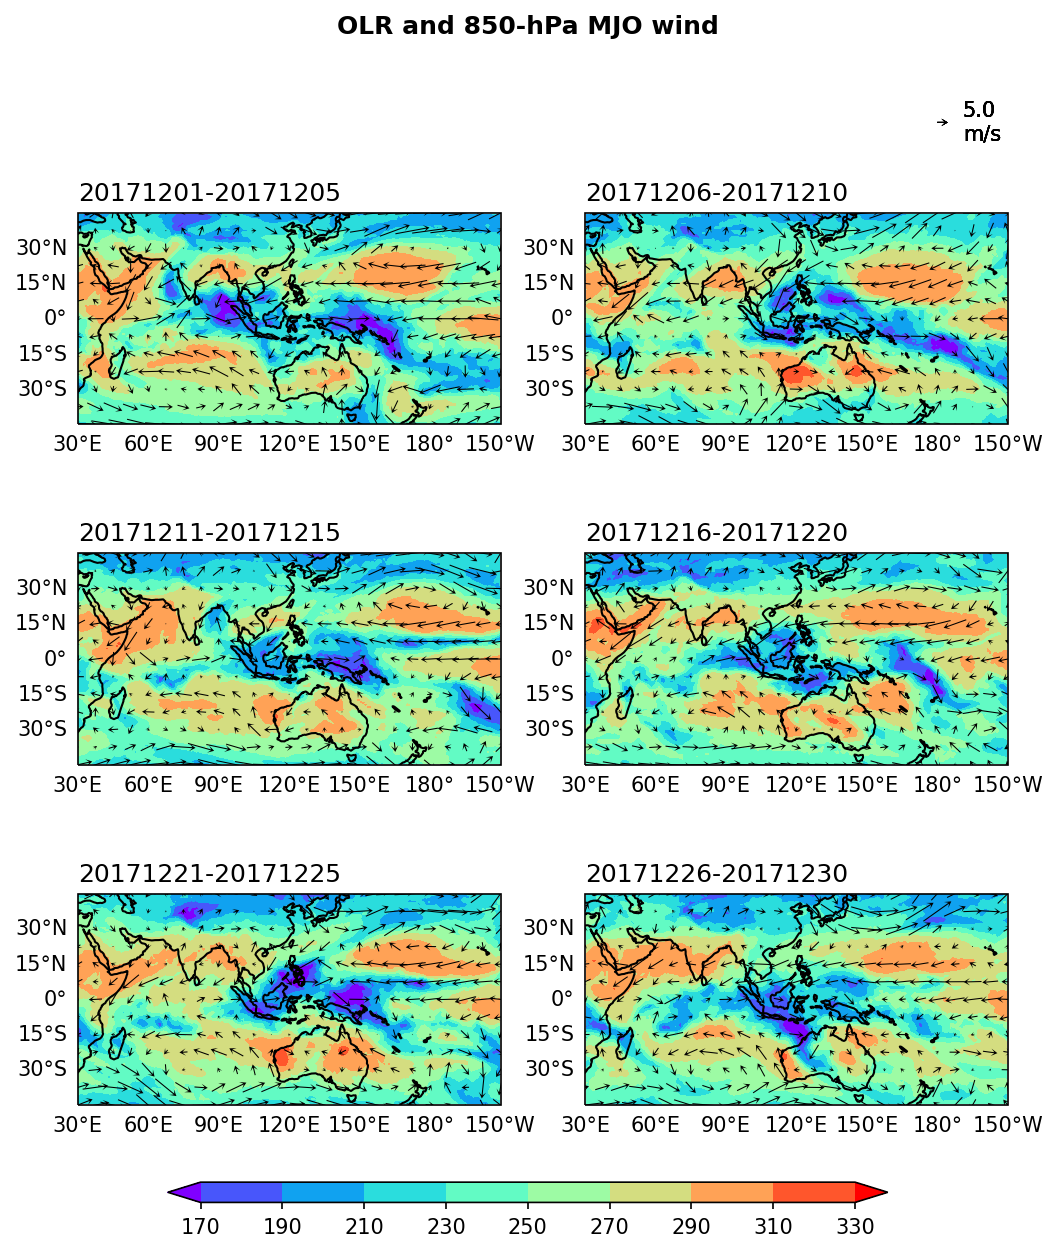 OLR and 850-hPa MJO wind
5.0
m/s
20171201-20171205
20171206-20171210
30°N
15°N
0°
15°S
30°S
30°E 60°E 90°E 120°E 150°E 180° 150°W
30°N
15°N
0°
15°S
30°S
30°E 60°E 90°E 120°E 150°E 180° 150°W
20171211-20171215
20171216-20171220
30°N
15°N
0°
15°S
30°S
30°E 60°E 90°E 120°E 150°E 180° 150°W
30°N
15°N
0°
15°S
30°S
30°E 60°E 90°E 120°E 150°E 180° 150°W
20171221-20171225
20171226-20171230
30°N
15°N
0°
15°S
30°S
30°E 60°E 90°E 120°E 150°E 180° 150°W
30°N
15°N
0°
15°S
30°S
30°E 60°E 90°E 120°E 150°E 180° 150°W
170 190 210 230 250 270 290 310 330